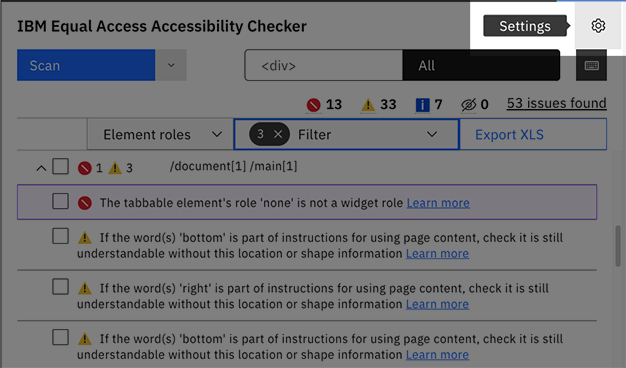 IBM Equal Access Accessibility Checker
Settings
Scan
<div>
All
13
33
7
0
53 issues found
Element roles
3
Filter
Export XLS
1
3
/document[1] /main[1]
The tabbable element's role 'none' is not a widget role Learn more
If the word(s) 'bottom' is part of instructions for using page content, check it is still
understandable without this location or shape information Learn more
If the word(s) 'right' is part of instructions for using page content, check it is still
understandable without this location or shape information Learn more
If the word(s) 'bottom' is part of instructions for using page content, check it is still
understandable without this location or shape information Learn more